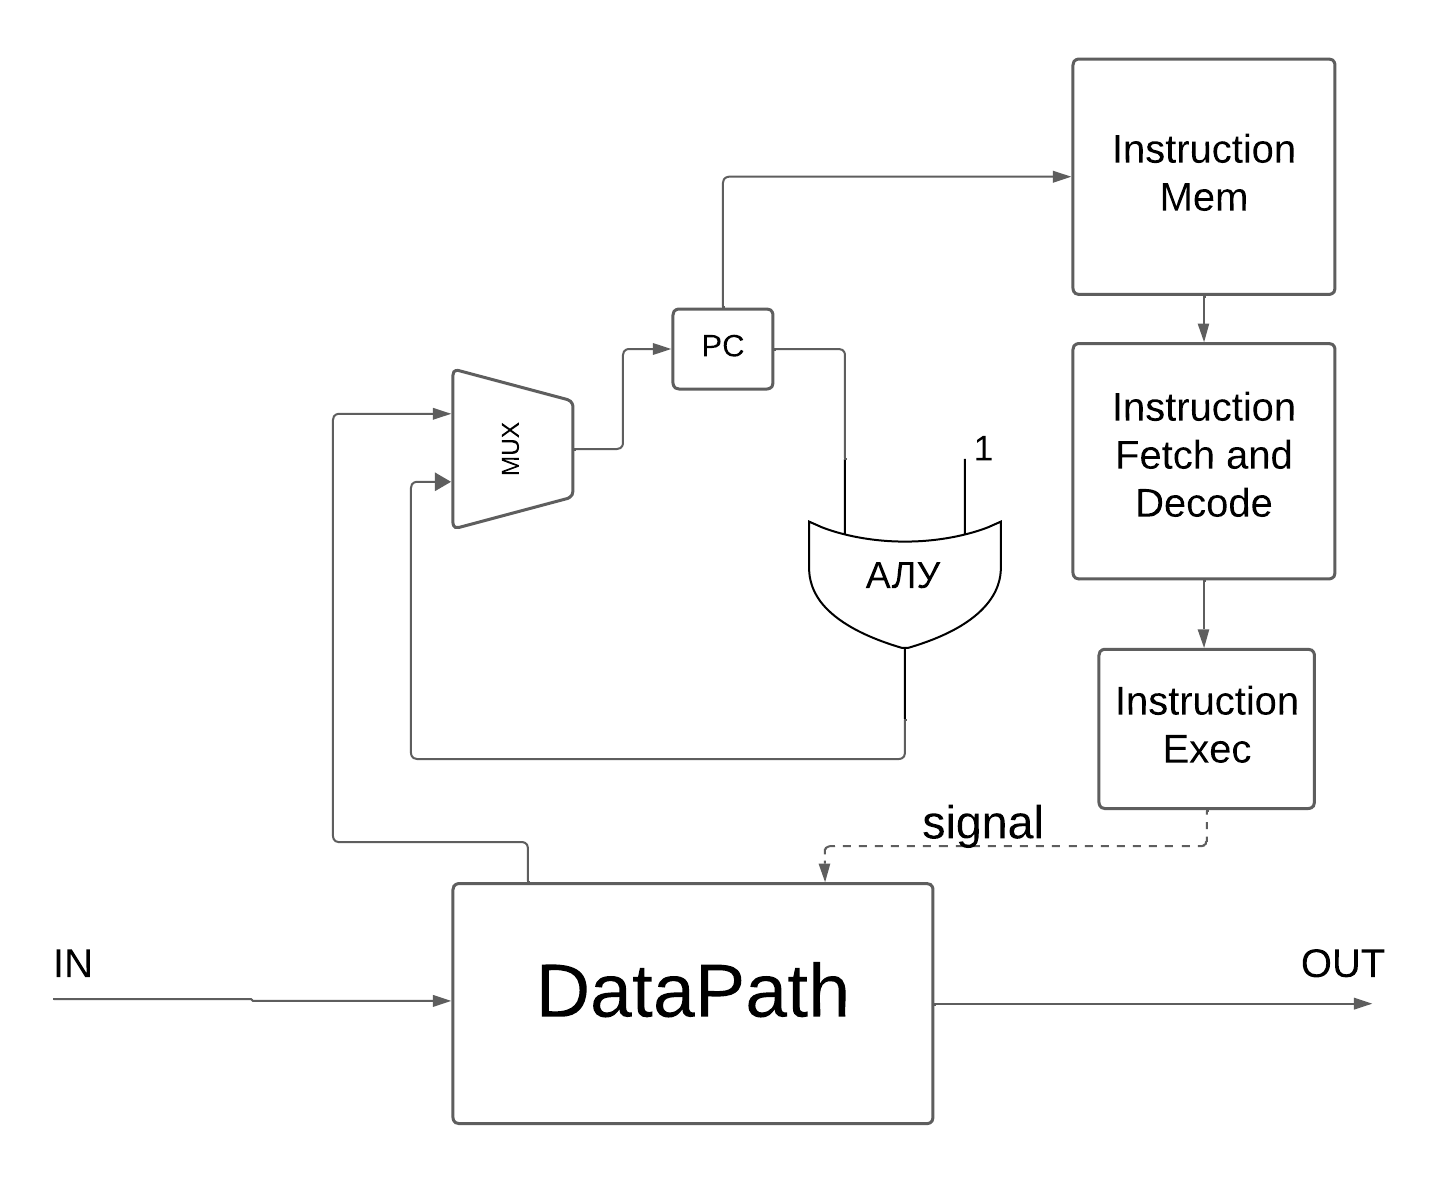 Instruction
Mem
PC
Instruction
Fetch and
Decode
MUX
1
АЛУ
Instruction
Exec
signal
IN
DataPath
OUT